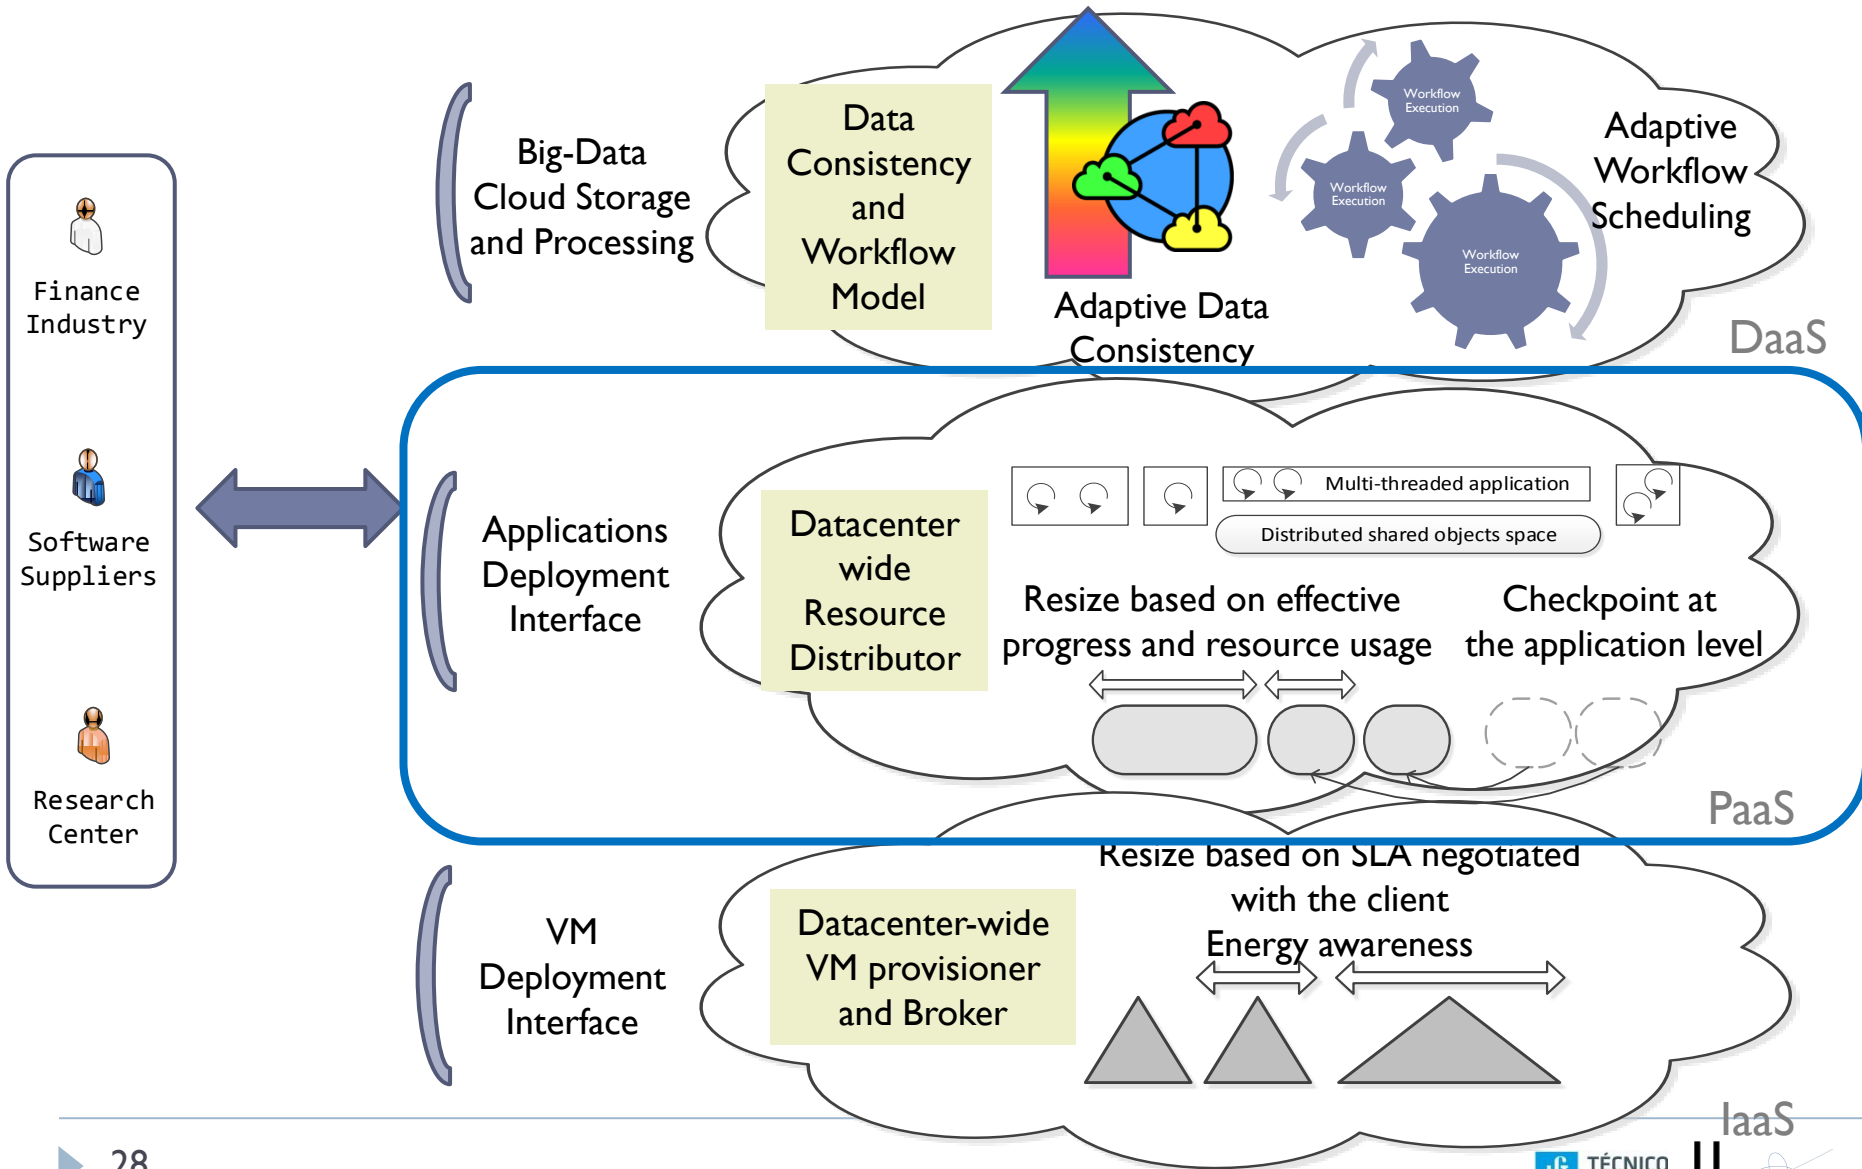 Finance
Industry
Software
Suppliers
Research
Center
Big-Data
Cloud Storage
and Processing
Data
Consistency
and
Workflow
Model
Adaptive Data
Consistency
Workflow
Execution
Workflow
Execution
Workflow
Execution
Adaptive
Workflow
Scheduling
DaaS
Applications
Deployment
Interface
Datacenter
wide
Resource
Distributor
Multi-threaded application
Distributed shared objects space
Resize based on effective
progress and resource usage
Checkpoint at
the application level
PaaS
VM
Deployment
Interface
Datacenter-wide
VM provisioner
and Broker
Resize based on SLA negotiated
with the client
Energy awareness
IaaS
28
TÉCNICO